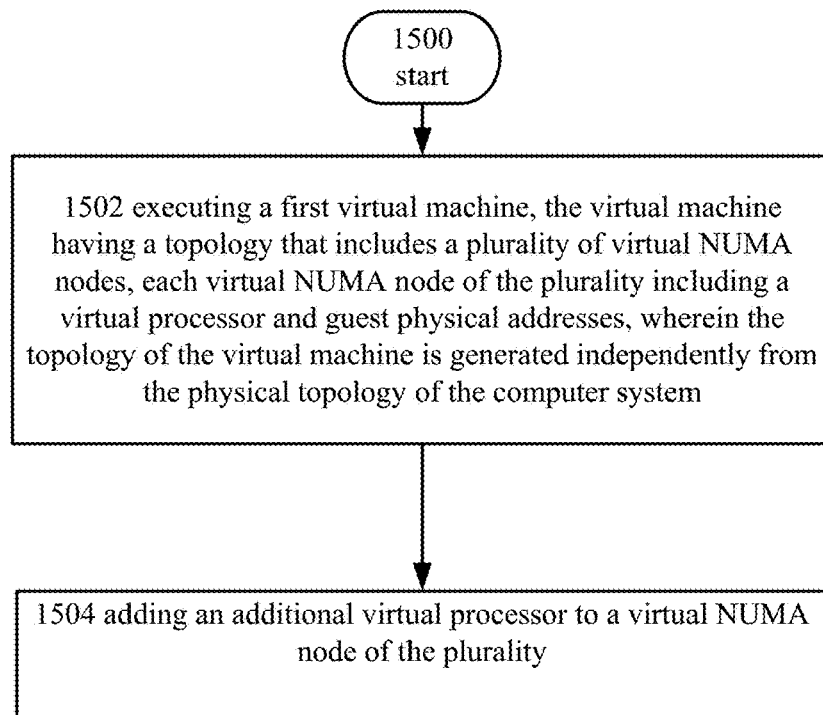 1500
start
1502 executing a first virtual machine, the virtual machine
having a topology that includes a plurality of virtual NUMA
nodes, each virtual NUMA node of the plurality including a
virtual processor and guest physical addresses, wherein the
topology of the virtual machine is generated independently from
the physical topology of the computer system
1504 adding an additional virtual processor to a virtual NUMA
node of the plurality